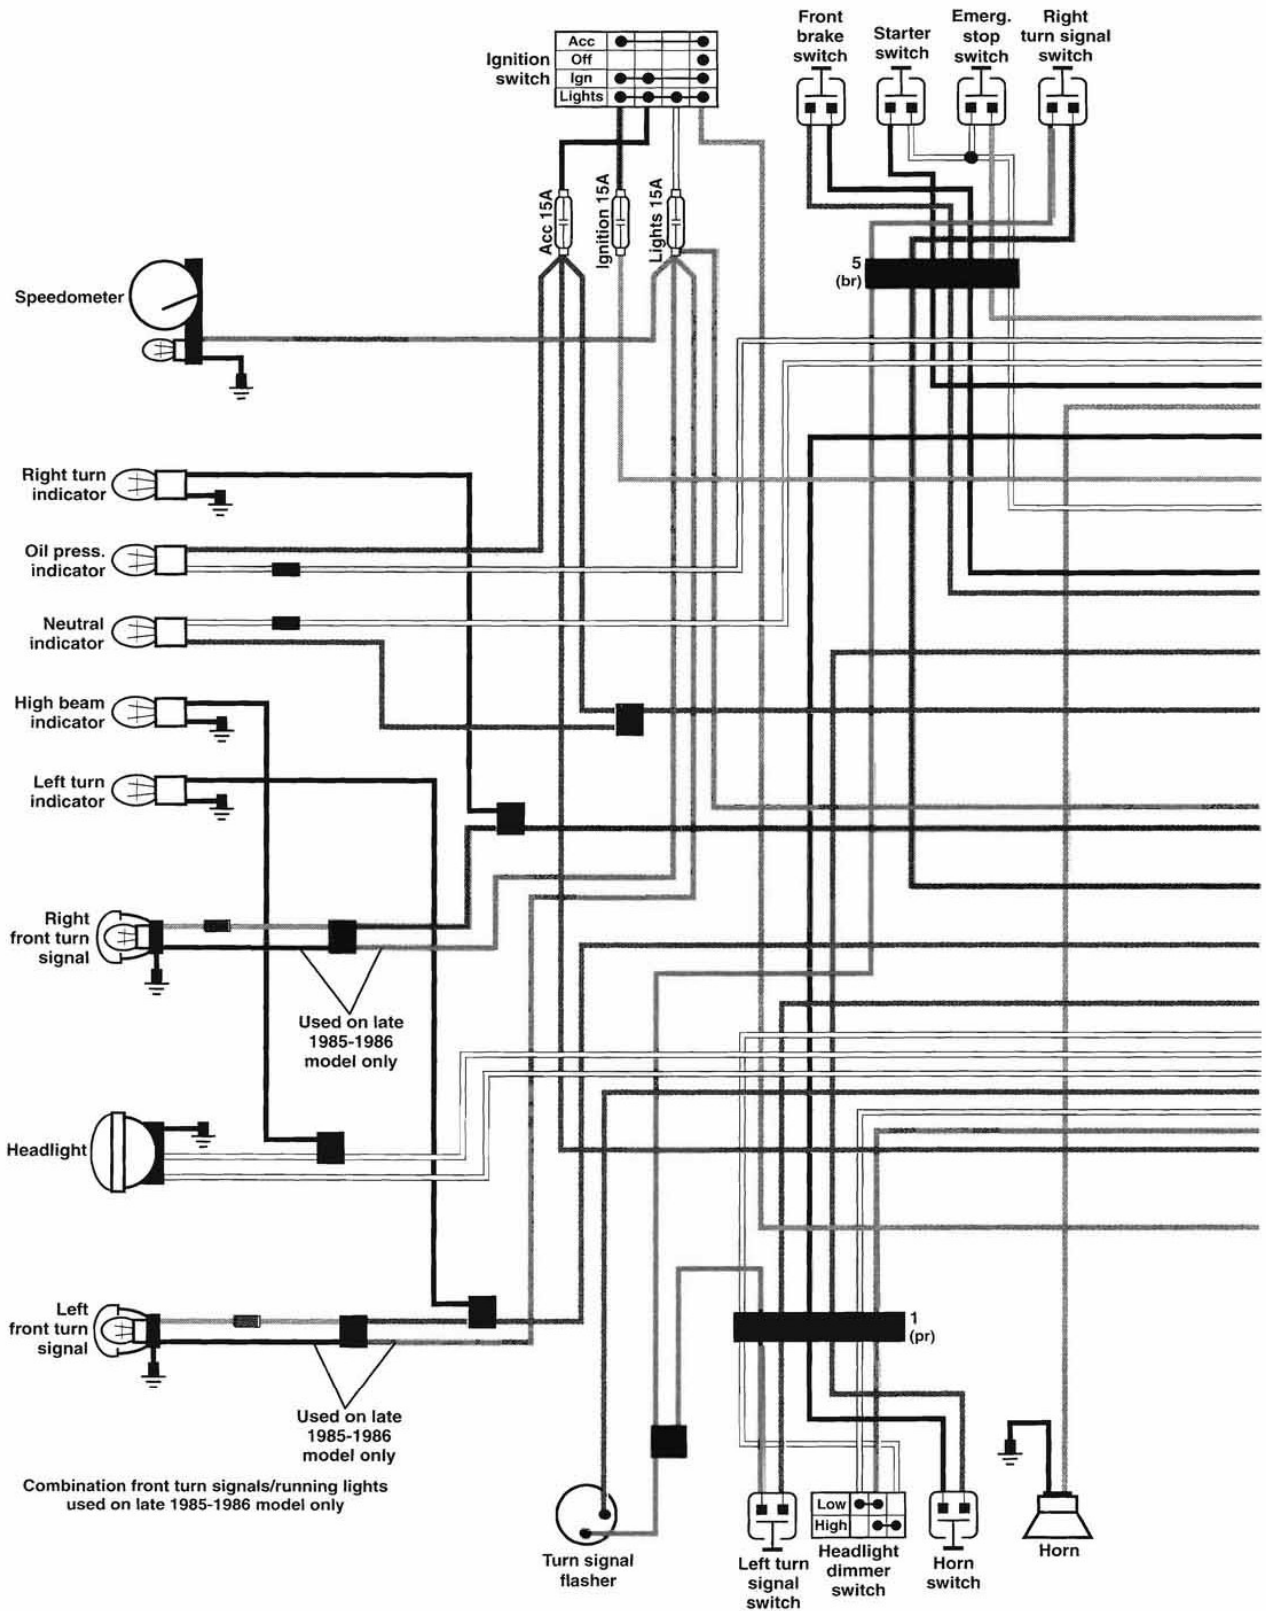 Front
brake
switch
Starter
switch
Emerg.
stop
switch
Right
turn signal
switch
Ignition
switch
Acc
Off
Ign
Lights
Acc 15A
Ignition 15A
Lights 15A
5
(br)
Speedometer
Right turn
indicator
Oil press.
indicator
Neutral
indicator
High beam
indicator
Left turn
indicator
Right
front turn
signal
Used on late
1985-1986
model only
Headlight
Left
front turn
signal
1
(pr)
Used on late
1985-1986
model only
Combination front turn signals/running lights
used on late 1985-1986 model only
Low
High
Turn signal
flasher
Left turn
signal
switch
Headlight
dimmer
switch
Horn
switch
Horn